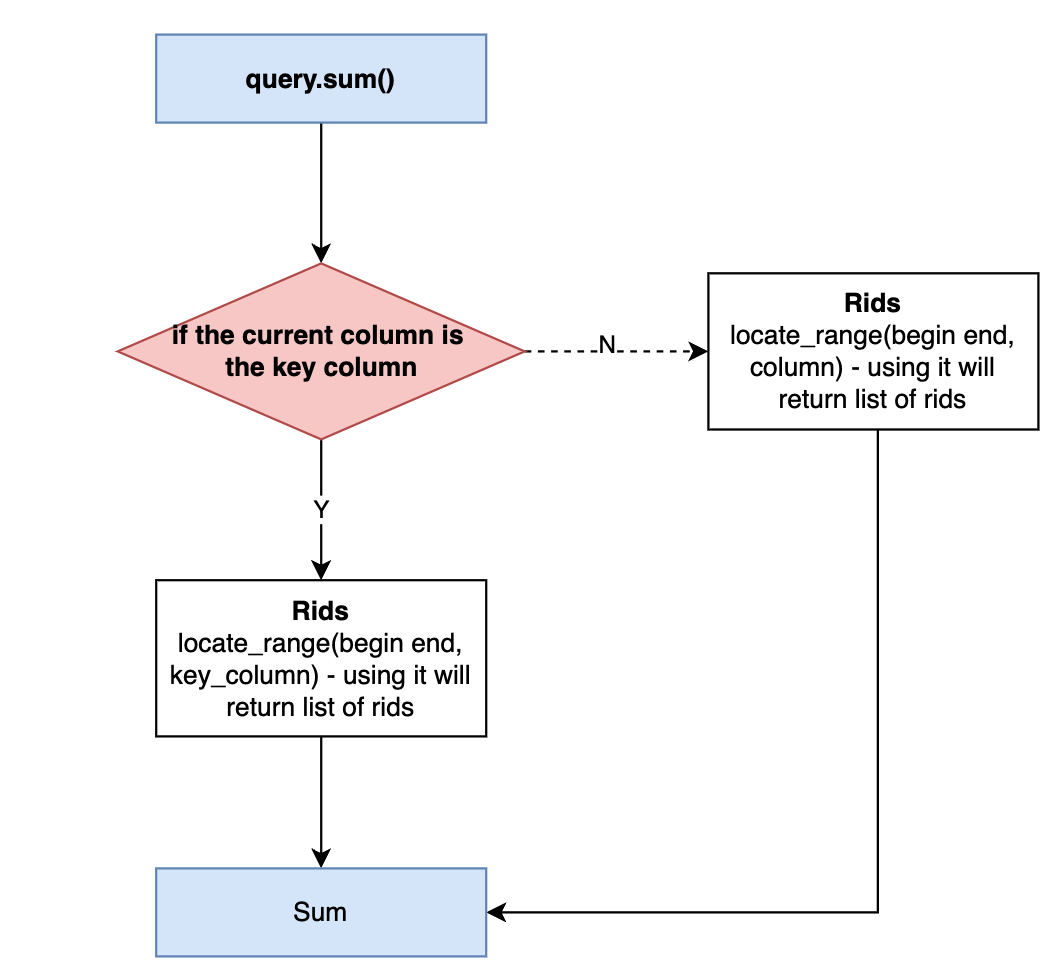 query.sum()
if the current column is
the key column
N
Rids
locate_range(begin end,
column) - using it will
return list of rids
Y
Rids
locate_range(begin end,
key_column) - using it will
return list of rids
Sum